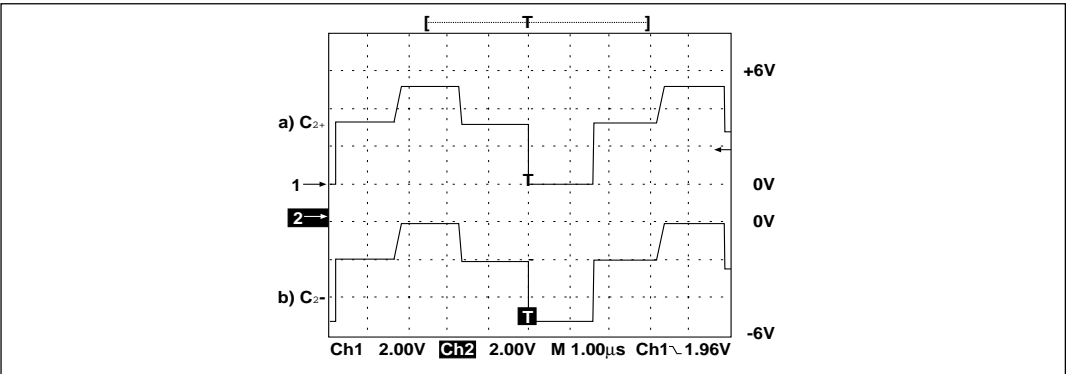 [ T ]
+6V
a) C2+
T
1
0V
2
0V
b) C2-
T
-6V
Ch1 2.00V Ch2 2.00V M 1.00µs Ch1 1.96V